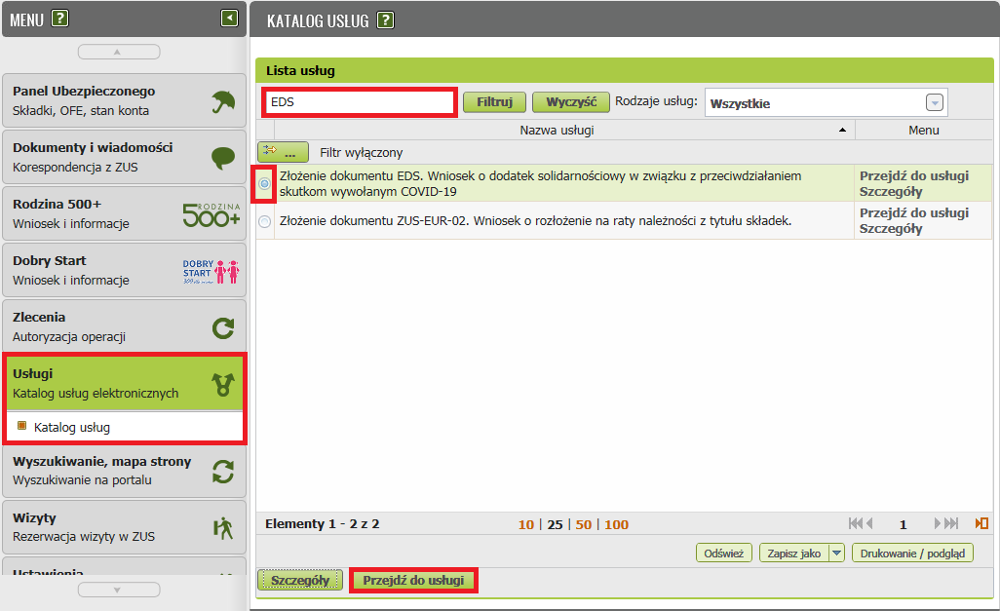 MENU ?
KATALOG USŁUG ?
Panel Ubezpieczonego
Składki, OFE, stan konta
Dokumenty i wiadomości
Korespondencja z ZUS
Rodzina 500+
Wniosek i informacje
RODZINA
500+
Dobry Start
Wniosek i informacje
DOBRY
START
Zlecenia
Autoryzacja operacji
Usługi
Katalog usług elektronicznych
Katalog usług
Wyszukiwanie, mapa strony
Wyszukiwanie na portalu
Wizyty
Rezerwacja wizyty w ZUS
Ustawienia
Lista usług
EDS Filtruj Wyczyść Rodzaje usług: Wszystkie
Nazwa usługi Menu
... Filtr wyłączony
Złożenie dokumentu EDS. Wniosek o dodatek solidarnościowy w związku z przeciwdziałaniem
skutkom wywołanym COVID-19
Przejdź do usługi
Szczegóły
Złożenie dokumentu ZUS-EUR-02. Wniosek o rozłożenie na raty należności z tytułu składek.
Przejdź do usługi
Szczegóły
Elementy 1 - 2 z 2 10 | 25 | 50 | 100 1
Odśwież Zapisz jako Drukowanie / podgląd
Szczegóły Przejdź do usługi